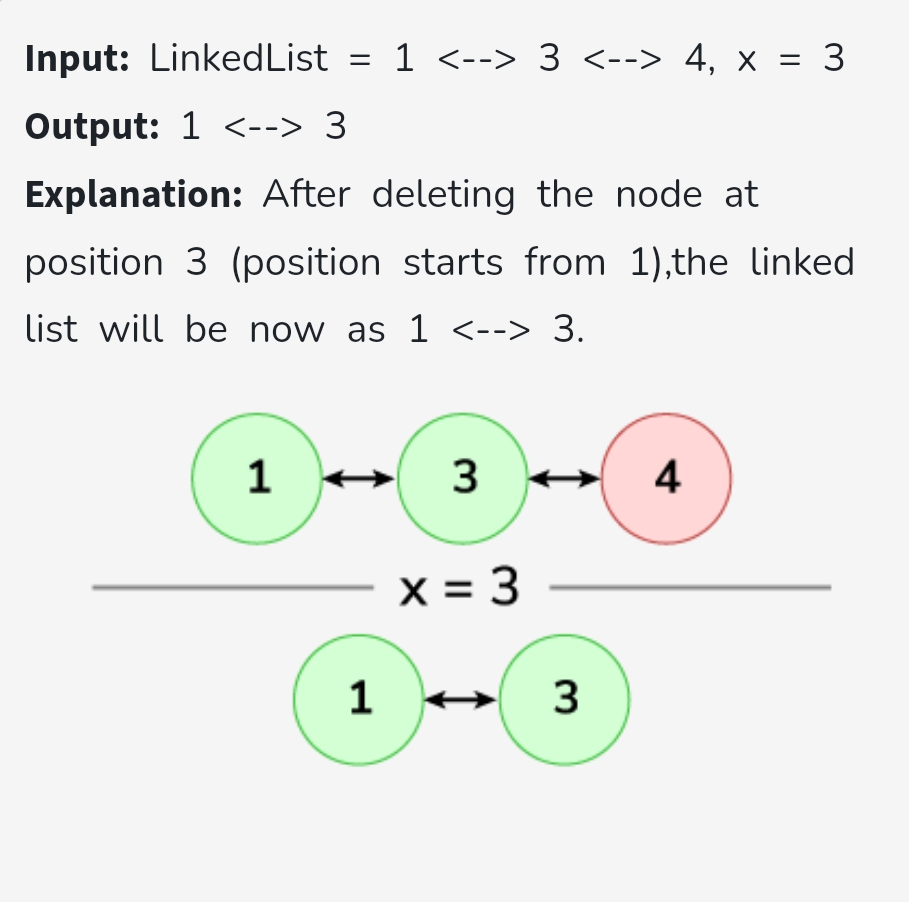 Input: LinkedList = 1 <--> 3 <--> 4, x = 3
Output: 1 <--> 3
Explanation: After deleting the node at
position 3 (position starts from 1),the linked
list will be now as 1 <--> 3.
1 3 4
x = 3
1 3